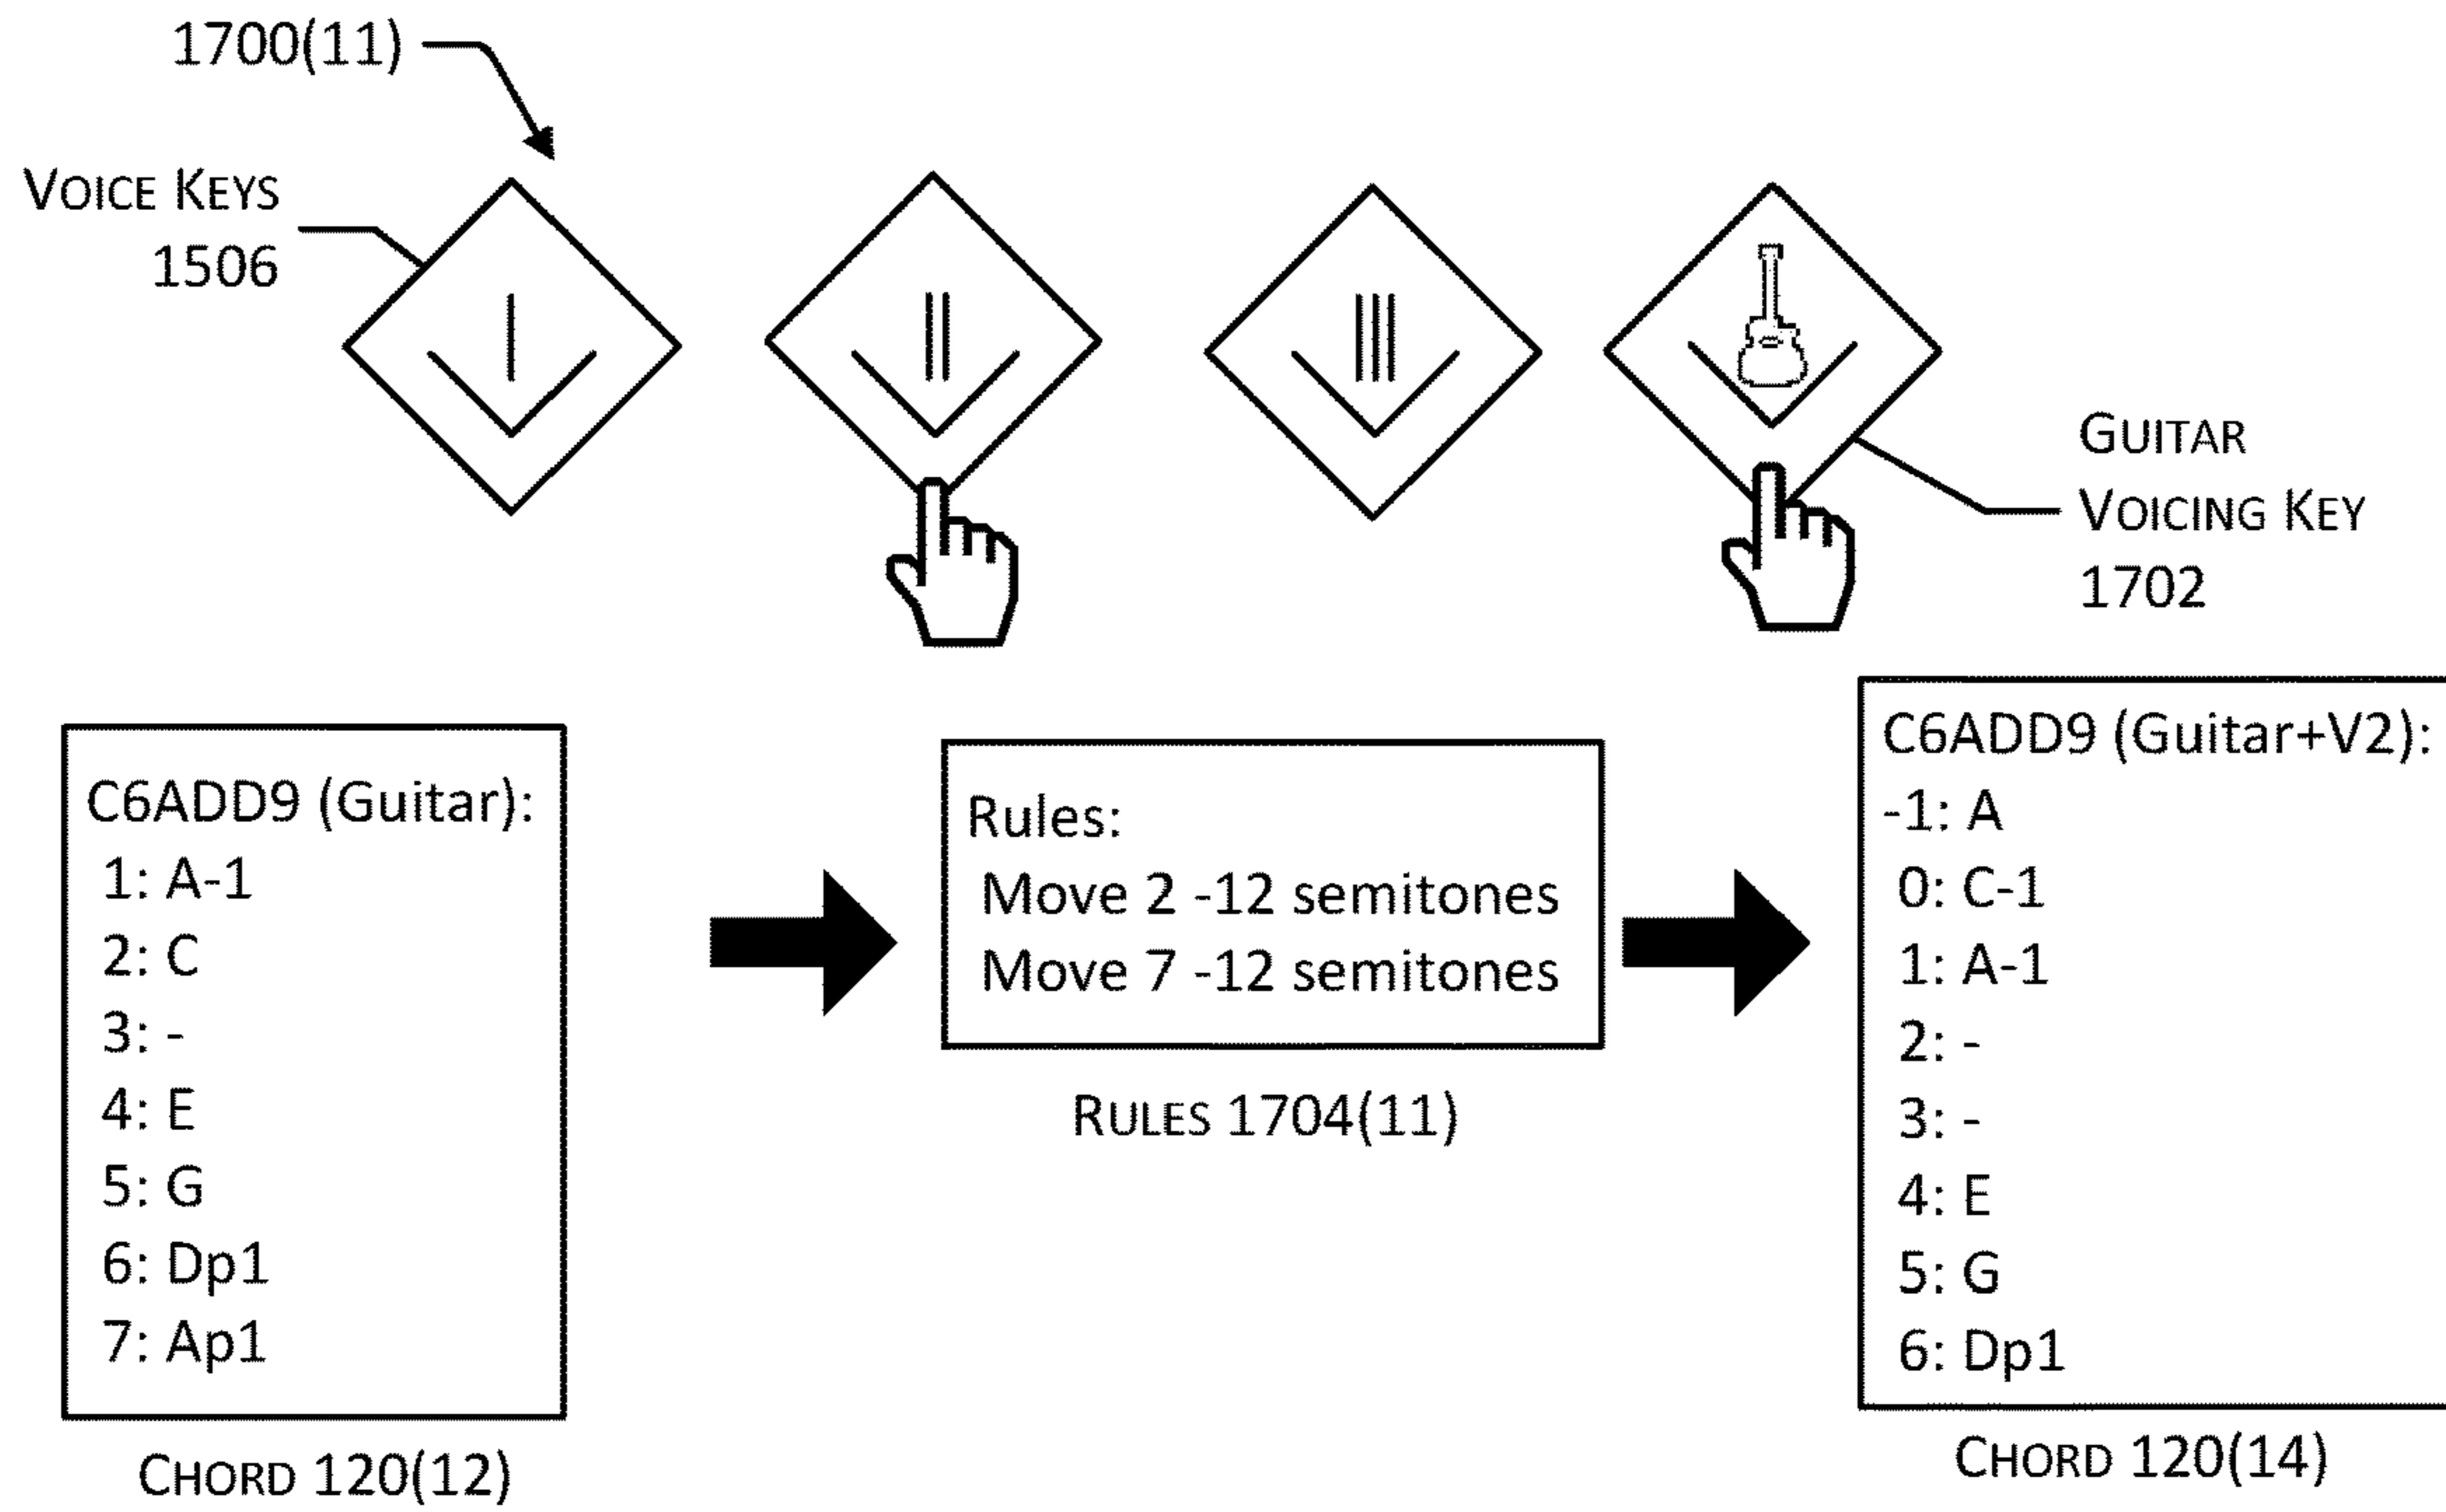 1700(11)
VOICE KEYS
1506
GUITAR
VOICING KEY
1702
C6ADD9 (Guitar):
1: A-1
2: C
3: -
4: E
5: G
6: Dp1
7: Ap1
CHORD 120(12)
Rules:
Move 2 -12 semitones
Move 7 -12 semitones
RULES 1704(11)
C6ADD9 (Guitar+V2):
-1: A
0: C-1
1: A-1
2: -
3: -
4: E
5: G
6: Dp1
CHORD 120(14)